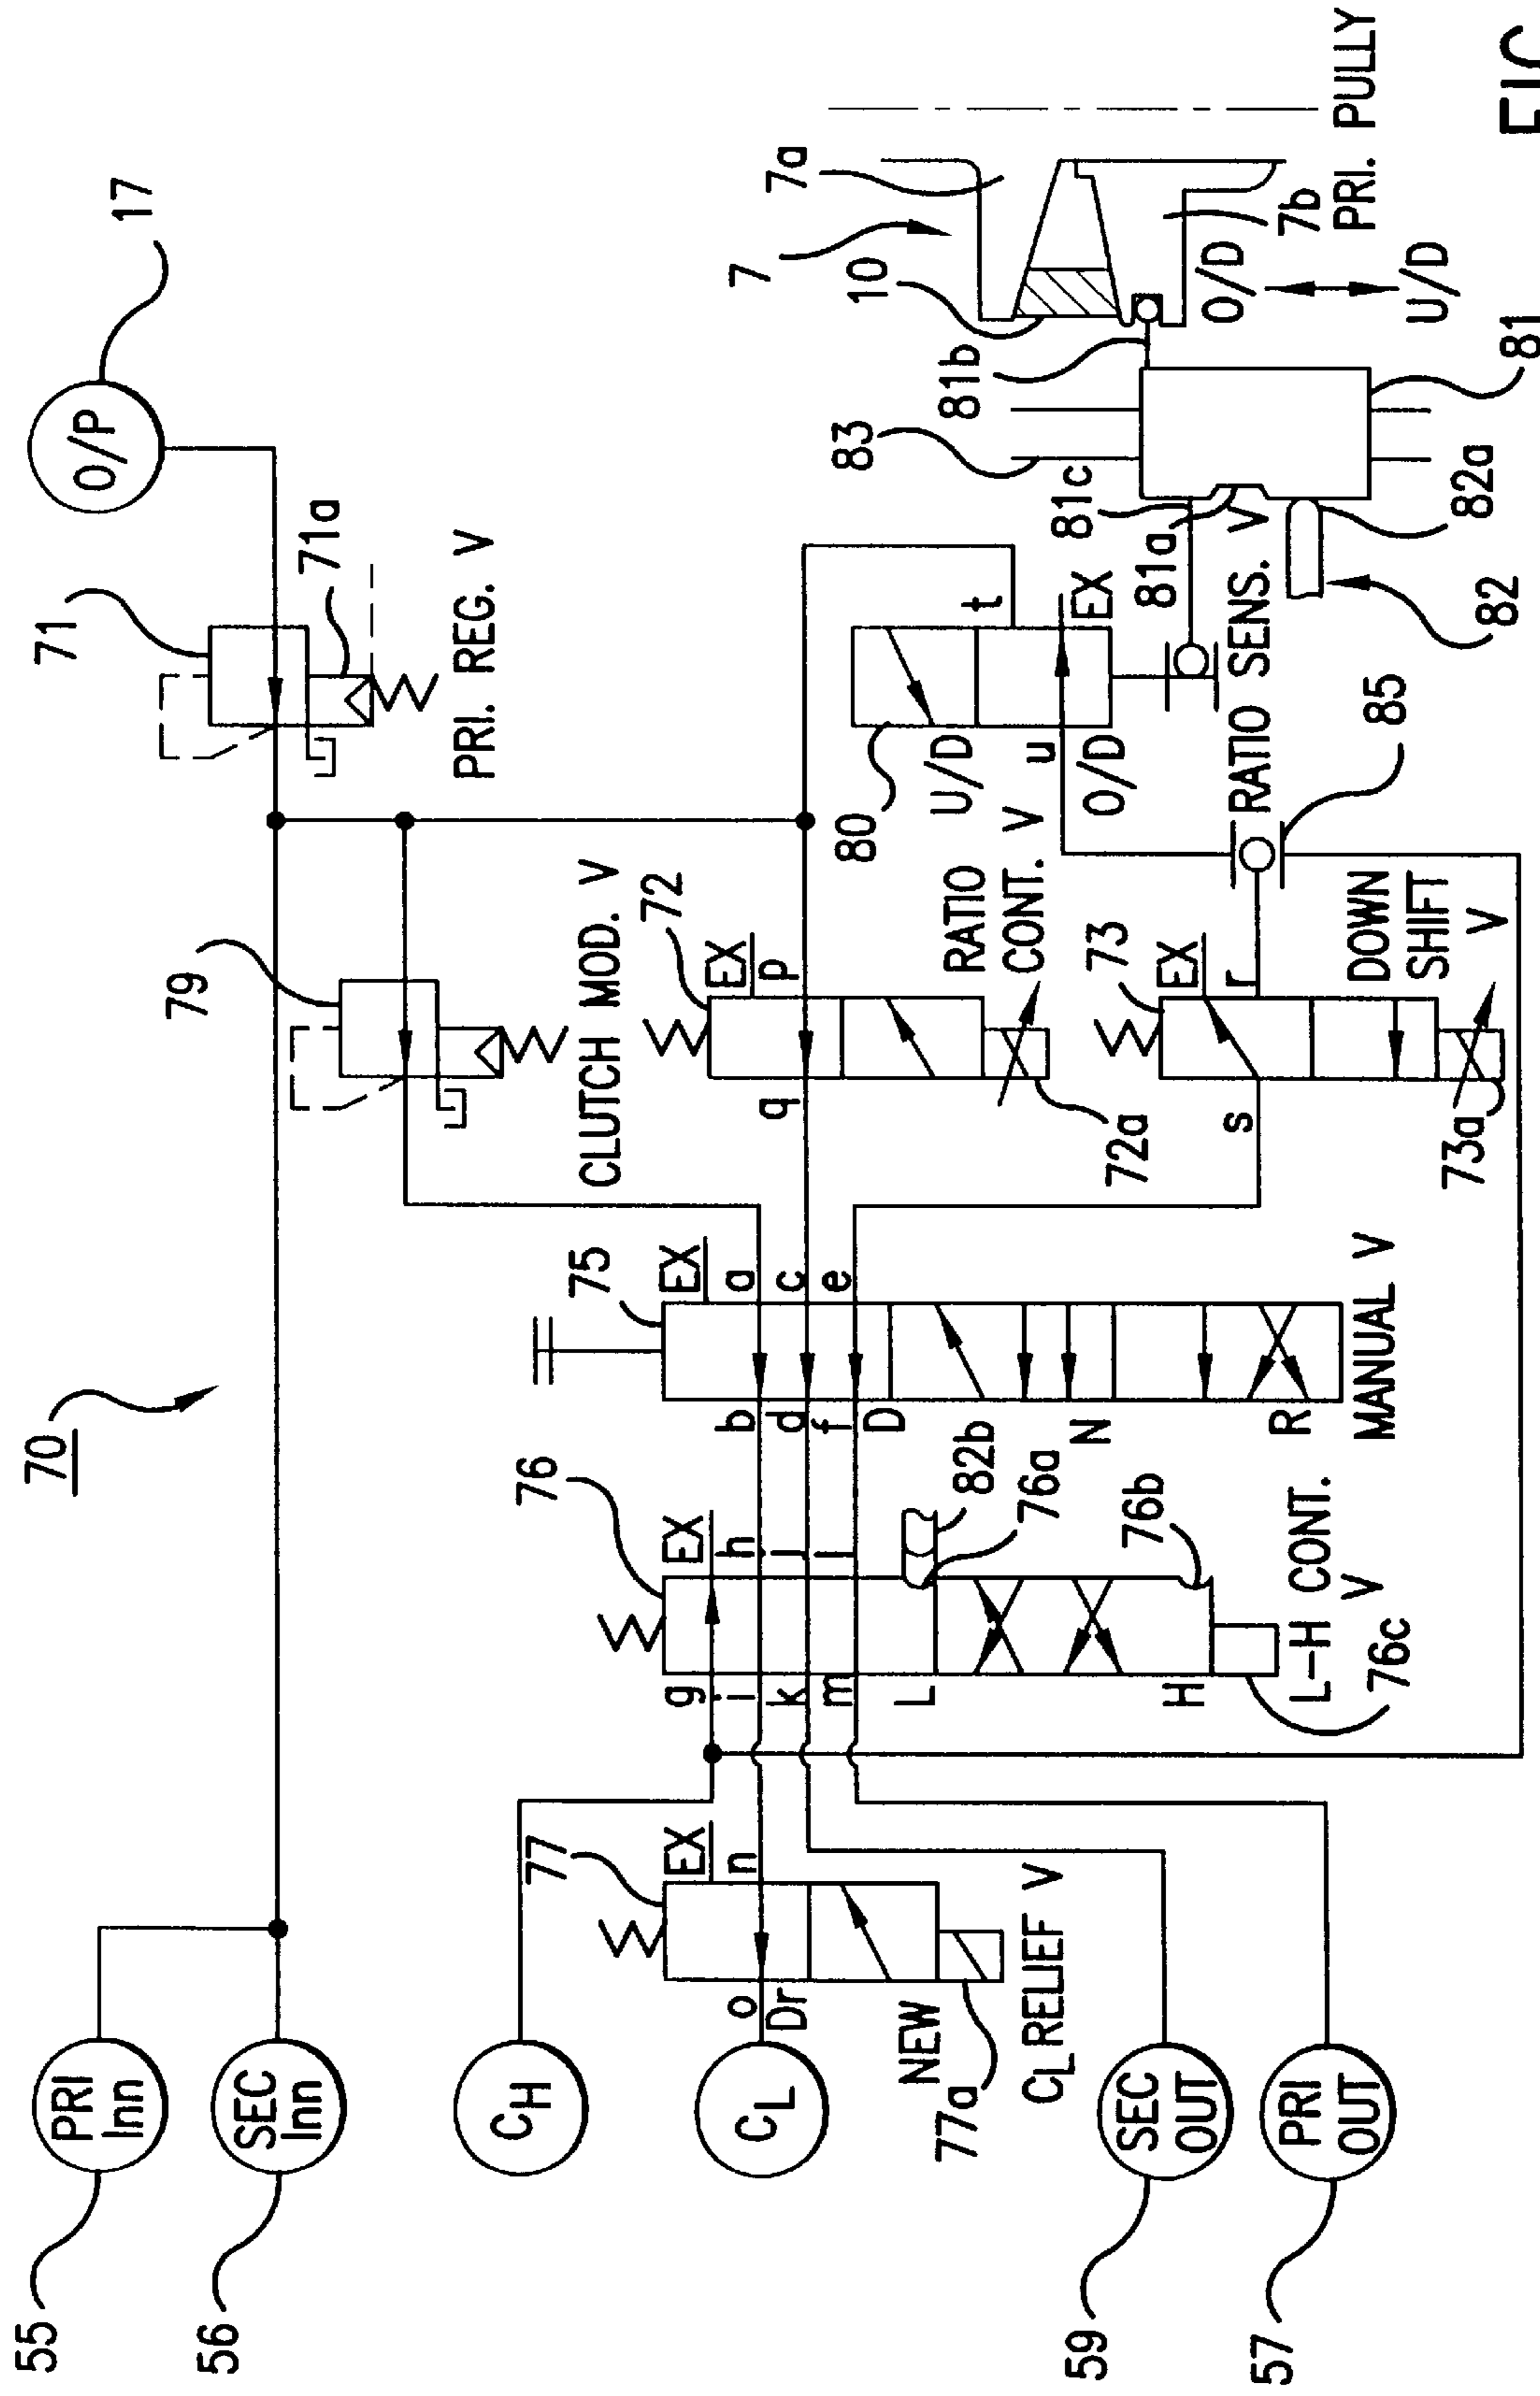 70
55
PRI
Inn
56
SEC
Inn
17
O/P
71
71a
PRI. REG. V
79
CLUTCH MOD. V
CH
CL
77
EX
n
o
Dr
NEW
77a
CL RELIEF V
76
EX
g
h
i
j
k
l
m
L
H
82b
76a
76b
L-H CONT.
V
76c
75
EX
a
b
c
d
e
f
D
N
R
MANUAL V
72
EX
p
q
72a
RATIO
CONT. V
73
EX
r
s
73a
DOWN
SHIFT
V
80
U/D
t
u
EX
O/D
RATIO SENS. V
85
83
81b
81c
81a
82a
82
81
7
7a
10
7b
O/D
U/D
PRI. PULLY
59
SEC
OUT
57
PRI
OUT